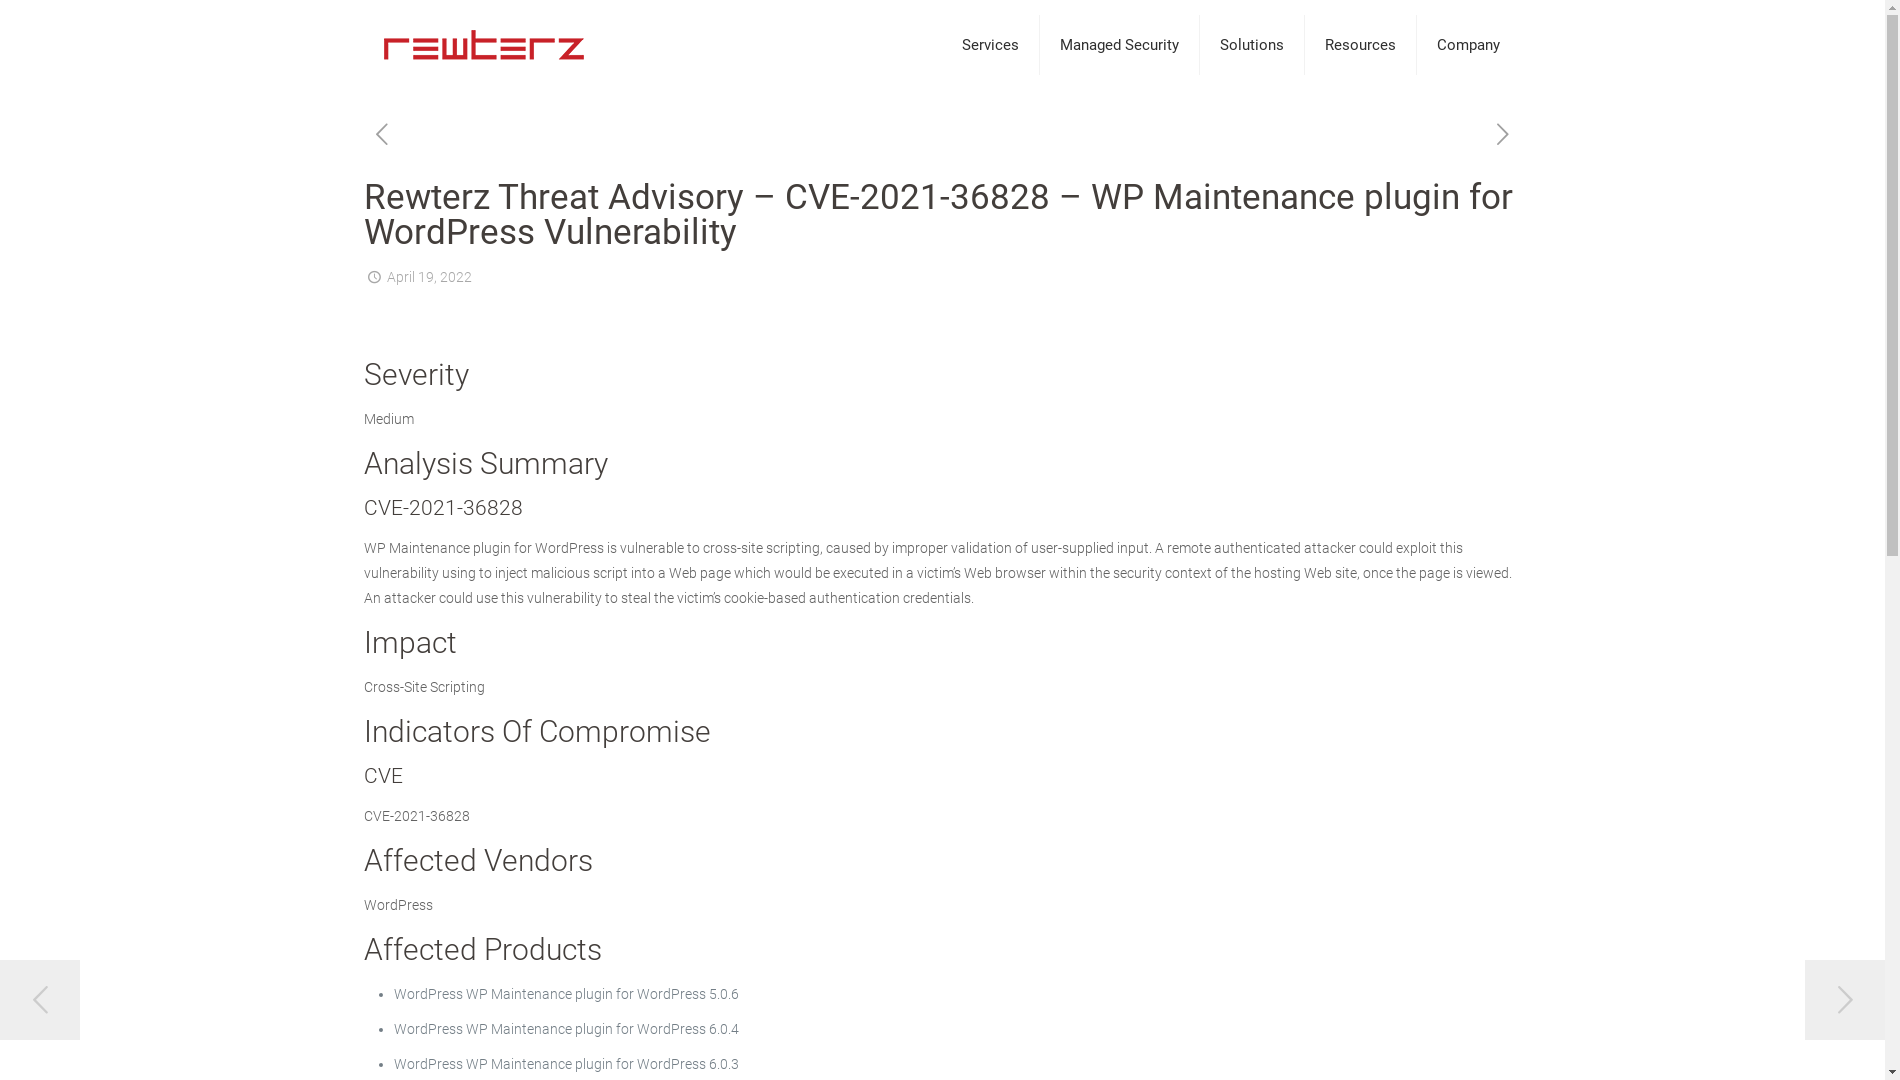 rewterz
Services
Managed Security
Solutions
Resources
Company
Rewterz Threat Advisory – CVE-2021-36828 – WP Maintenance plugin for
WordPress Vulnerability
April 19, 2022
Severity
Medium
Analysis Summary
CVE-2021-36828
WP Maintenance plugin for WordPress is vulnerable to cross-site scripting, caused by improper validation of user-supplied input. A remote authenticated attacker could exploit this
vulnerability using to inject malicious script into a Web page which would be executed in a victim’s Web browser within the security context of the hosting Web site, once the page is viewed.
An attacker could use this vulnerability to steal the victim’s cookie-based authentication credentials.
Impact
Cross-Site Scripting
Indicators Of Compromise
CVE
CVE-2021-36828
Affected Vendors
WordPress
Affected Products
• WordPress WP Maintenance plugin for WordPress 5.0.6
• WordPress WP Maintenance plugin for WordPress 6.0.4
• WordPress WP Maintenance plugin for WordPress 6.0.3